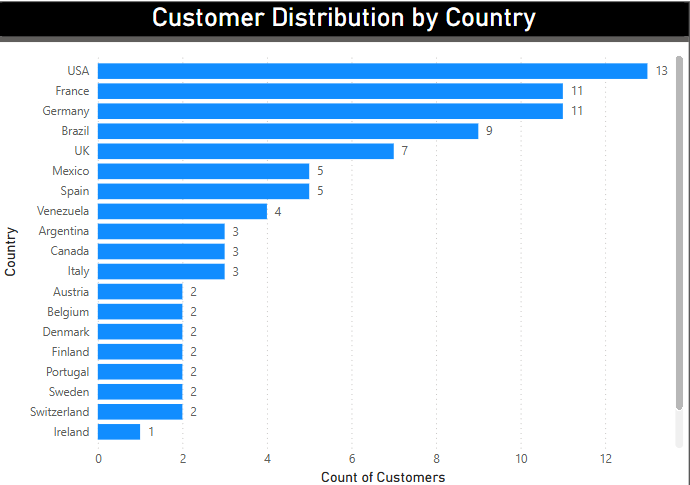 Customer Distribution by Country
USA 13
France 11
Germany 11
Brazil 9
UK 7
Mexico 5
Spain 5
Venezuela 4
Argentina 3
Canada 3
Italy 3
Austria 2
Belgium 2
Denmark 2
Finland 2
Portugal 2
Sweden 2
Switzerland 2
Ireland 1
Country
0 2 4 6 8 10 12
Count of Customers